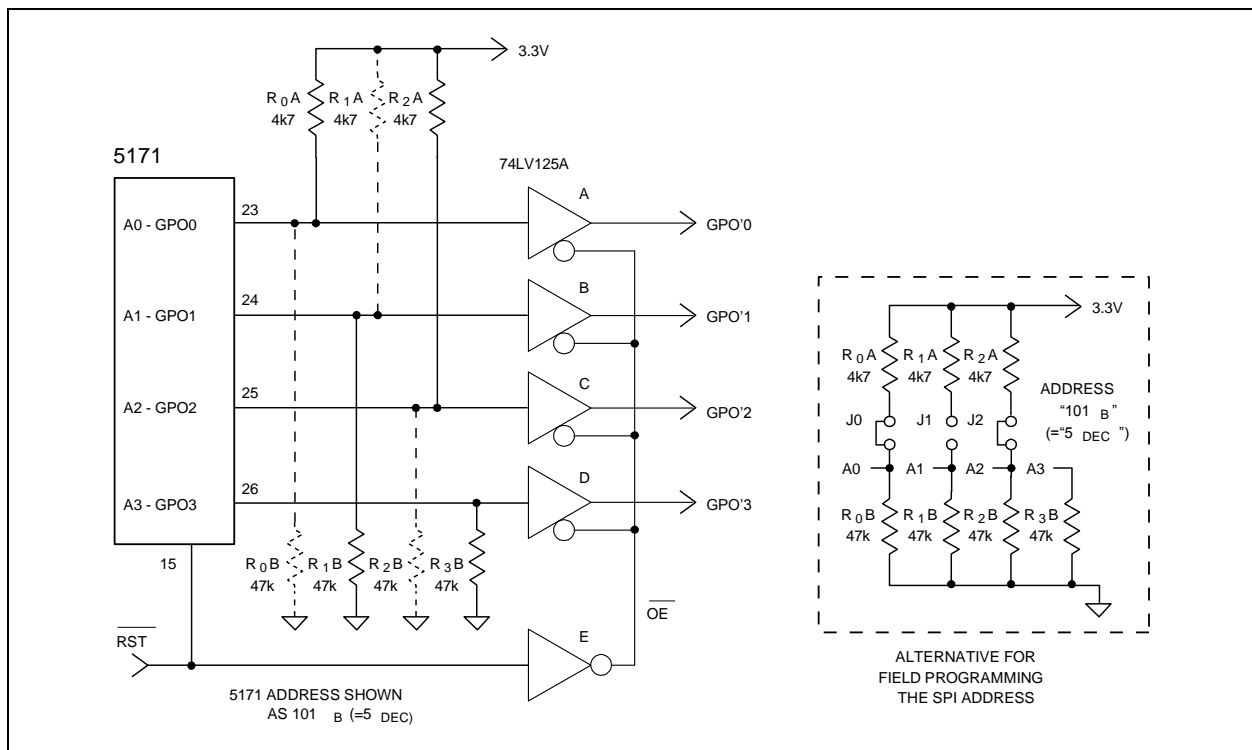 3.3V
R0A R1A R2A
4k7 4k7 4k7
5171
74LV125A
A0 - GPO0 23 A GPO'0
A1 - GPO1 24 B GPO'1
A2 - GPO2 25 C GPO'2
A3 - GPO3 26 D GPO'3
15
R0B R1B R2B R3B
47k 47k 47k 47k
OE
RST
E
5171 ADDRESS SHOWN
AS 101 B (=5 DEC)
3.3V
R0A R1A R2A
4k7 4k7 4k7
ADDRESS
“101 B”
(=“5 DEC”)
J0 J1 J2
A0 A1 A2 A3
R0B R1B R2B R3B
47k 47k 47k 47k
ALTERNATIVE FOR
FIELD PROGRAMMING
THE SPI ADDRESS